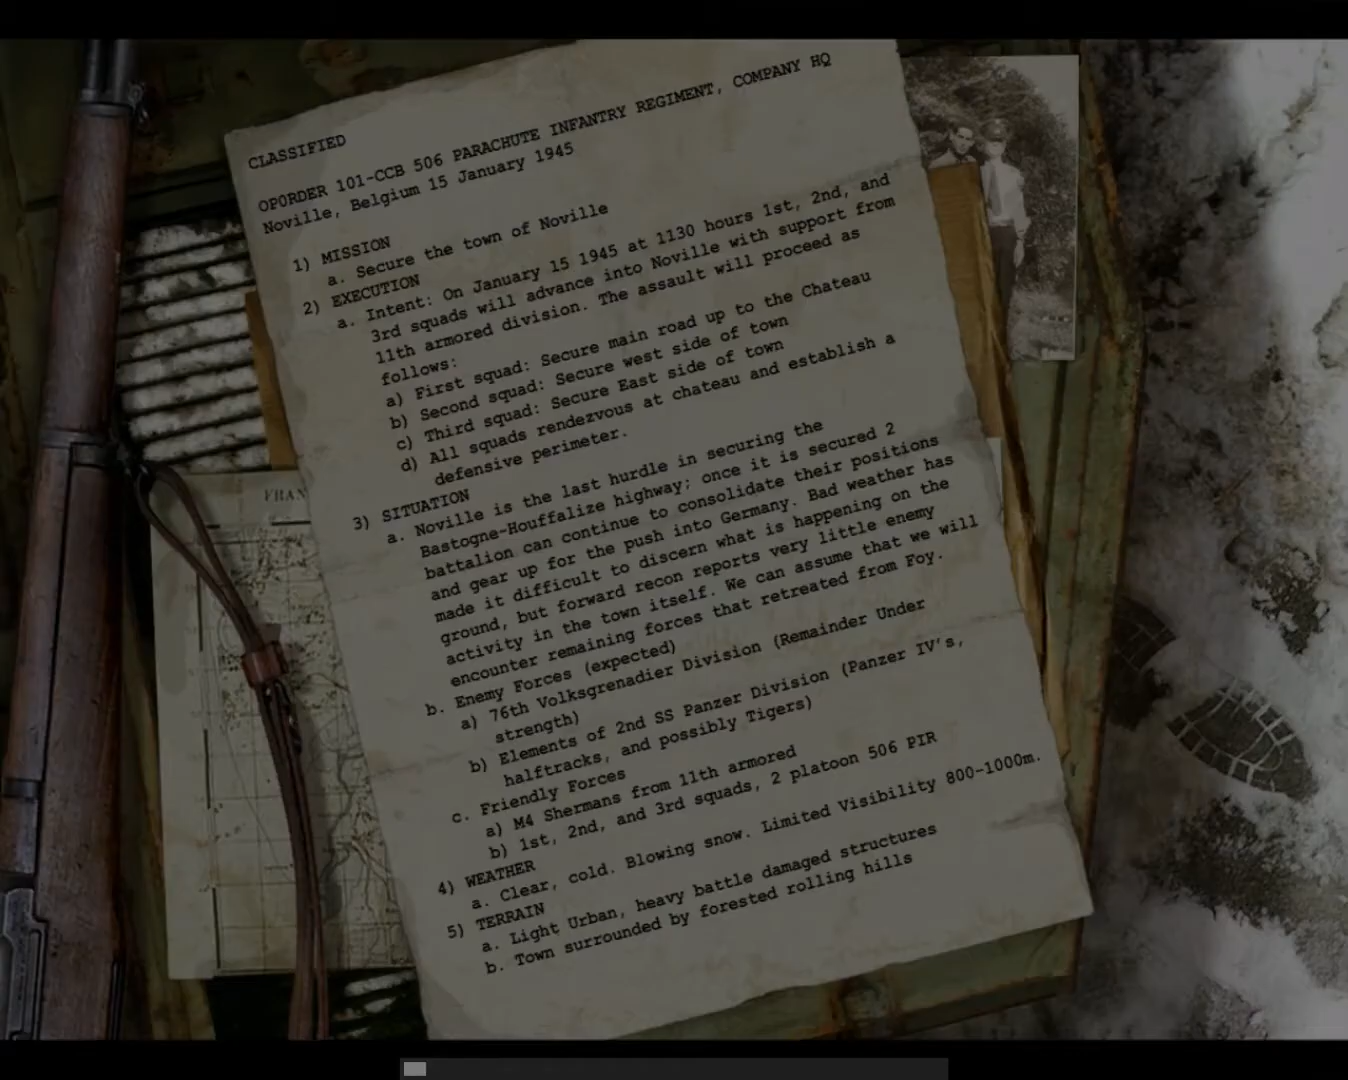 CLASSIFIED
OPORDER 101-CCB 506 PARACHUTE INFANTRY REGIMENT, COMPANY HQ
Noville, Belgium 15 January 1945
1) MISSION
a. Secure the town of Noville
2) EXECUTION
a. Intent: On January 15 1945 at 1130 hours 1st, 2nd, and
3rd squads will advance into Noville with support from
11th armored division. The assault will proceed as
follows:
a) First squad: Secure main road up to the Chateau
b) Second squad: Secure west side of town
c) Third squad: Secure East side of town
d) All squads rendezvous at chateau and establish a
defensive perimeter.
3) SITUATION
a. Noville is the last hurdle in securing the
Bastogne-Houffalize highway; once it is secured 2
battalion can continue to consolidate their positions
and gear up for the push into Germany. Bad weather has
made it difficult to discern what is happening on the
ground, but forward recon reports very little enemy
activity in the town itself. We can assume that we will
encounter remaining forces that retreated from Foy.
b. Enemy Forces (expected)
a) 76th Volksgrenadier Division (Remainder Under
strength)
b) Elements of 2nd SS Panzer Division (Panzer IV's,
halftracks, and possibly Tigers)
c. Friendly Forces
a) M4 Shermans from 11th armored
b) 1st, 2nd, and 3rd squads, 2 platoon 506 PIR
4) WEATHER
a. Clear, cold. Blowing snow. Limited Visibility 800-1000m.
5) TERRAIN
a. Light Urban, heavy battle damaged structures
b. Town surrounded by forested rolling hills